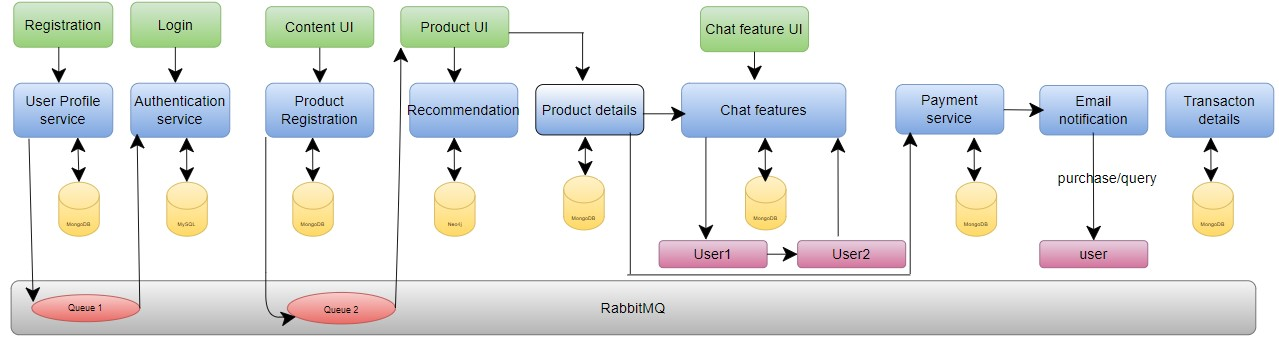 Registration
Login
Content UI
Product UI
Chat feature UI
User Profile
service
Authentication
service
Product
Registration
Recommendation
Product details
Chat features
Payment
service
Email
notification
Transacton
details
MongoDB
MySQL
MongoDB
Neo4j
MongoDB
MongoDB
MongoDB
purchase/query
MongoDB
User1
User2
user
Queue 1
Queue 2
RabbitMQ